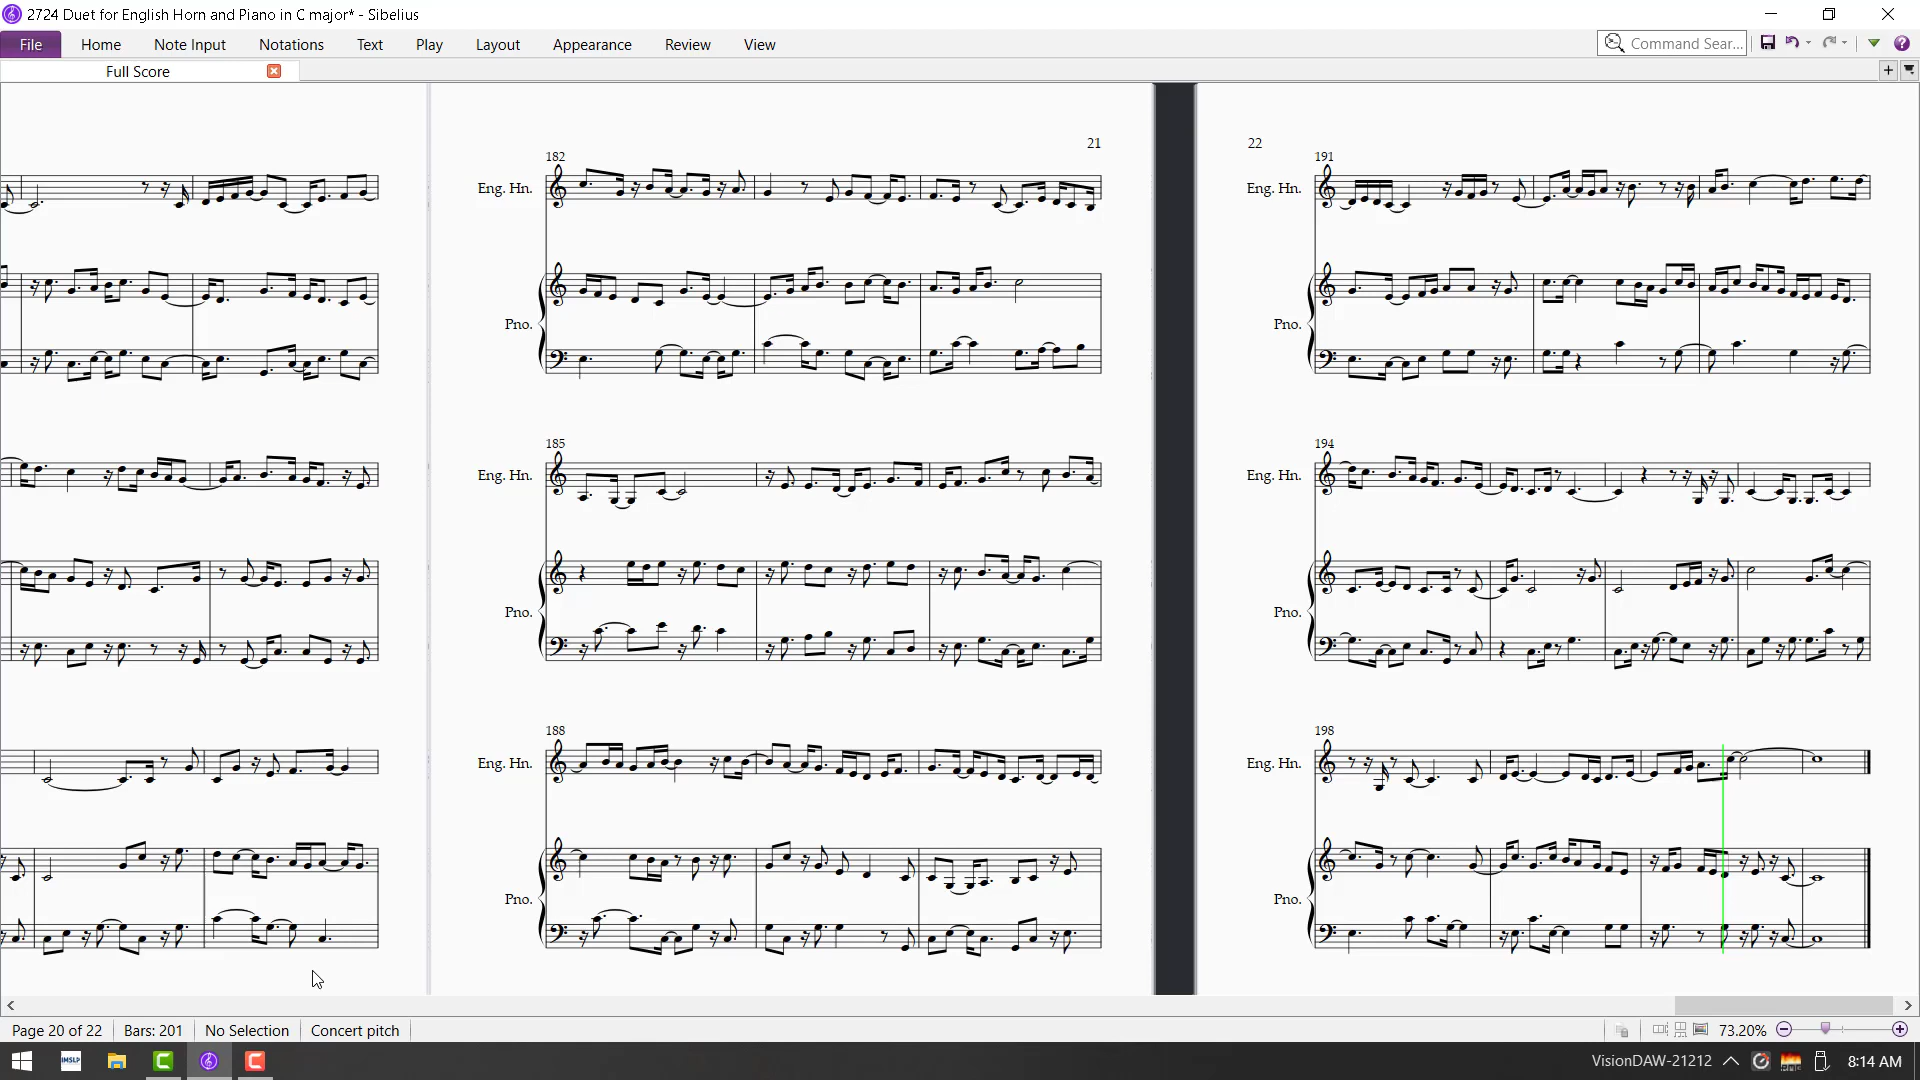 2724 Duet for English Horn and Piano in C major* - Sibelius
File Home Note Input Notations Text Play Layout Appearance Review View
Command Sear...
Full Score
21
182
Eng. Hn.
Pno.
185
Eng. Hn.
Pno.
188
Eng. Hn.
Pno.
22
191
Eng. Hn.
Pno.
194
Eng. Hn.
Pno.
198
Eng. Hn.
Pno.
Page 20 of 22 Bars: 201 No Selection Concert pitch 73.20%
IMSLP VisionDAW-21212 8:14 AM